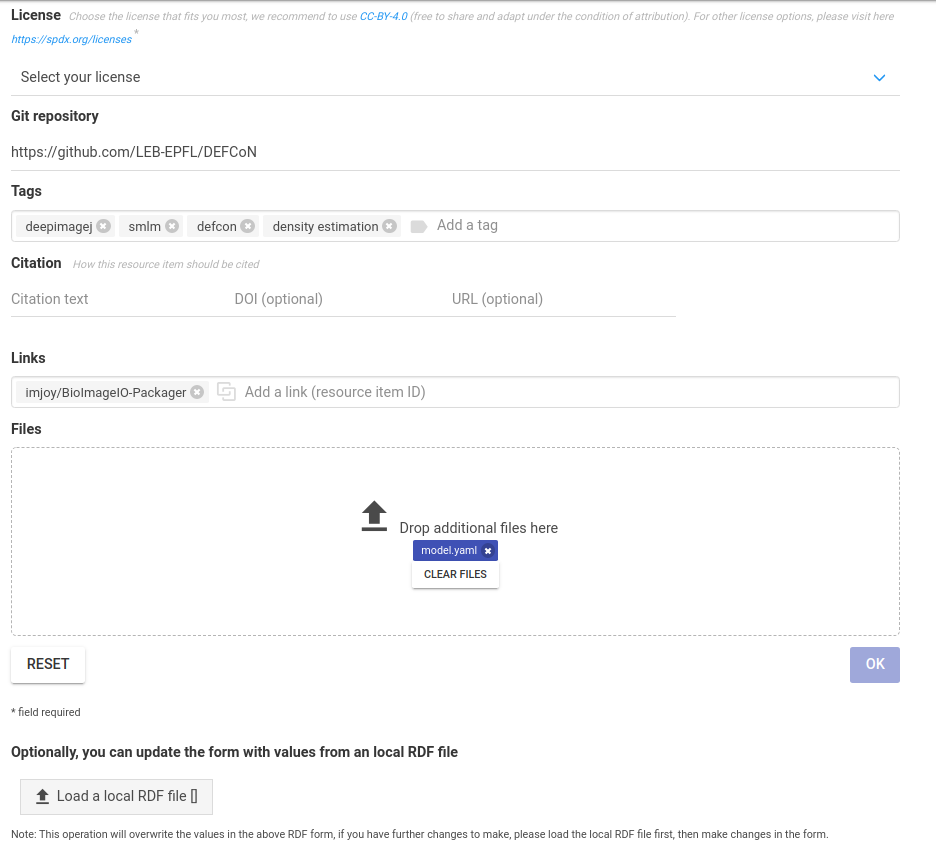 License Choose the license that fits you most, we recommend to use CC-BY-4.0 (free to share and adapt under the condition of attribution). For other license options, please visit here
https://spdx.org/licenses *
Select your license
Git repository
https://github.com/LEB-EPFL/DEFCoN
Tags
deepimagej smlm defcon density estimation Add a tag
Citation How this resource item should be cited
Citation text DOI (optional) URL (optional)
Links
imjoy/BioImageIO-Packager Add a link (resource item ID)
Files
Drop additional files here
model.yaml
CLEAR FILES
RESET OK
* field required
Optionally, you can update the form with values from an local RDF file
Load a local RDF file []
Note: This operation will overwrite the values in the above RDF form, if you have further changes to make, please load the local RDF file first, then make changes in the form.